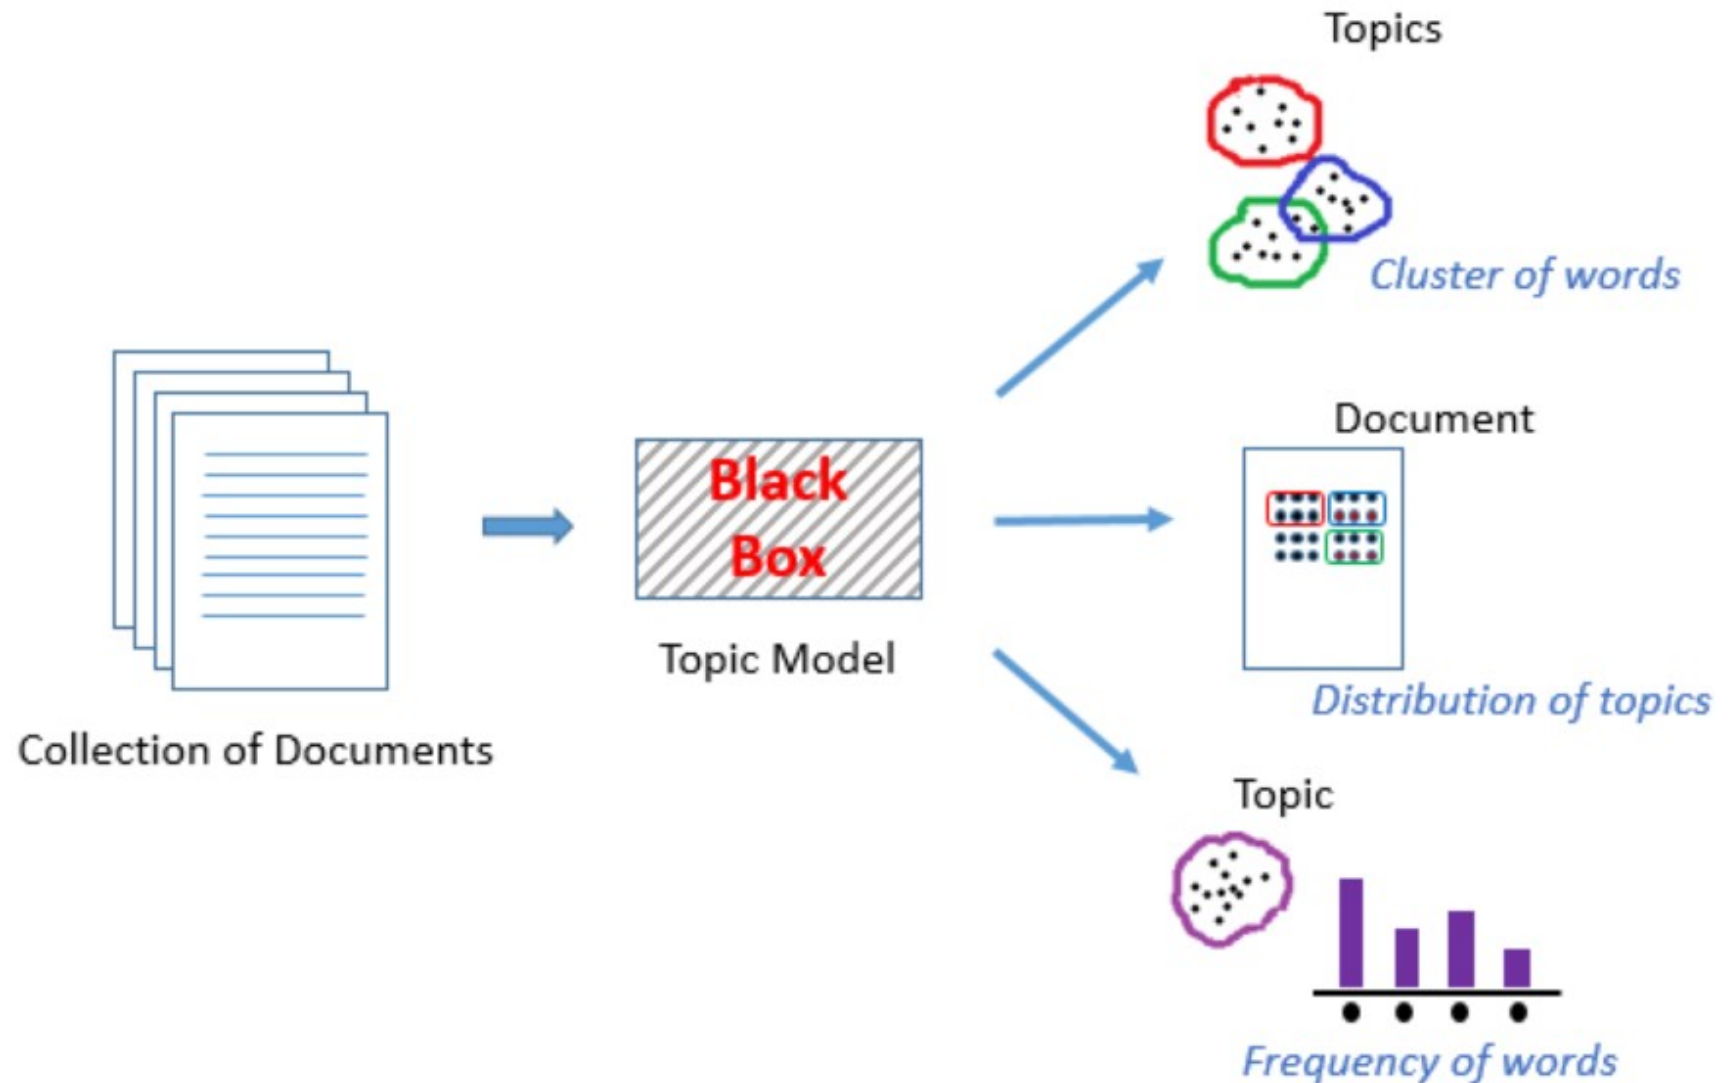 Topics
Cluster of words
Document
Distribution of topics
Black
Box
Topic Model
Collection of Documents
Topic
Frequency of words